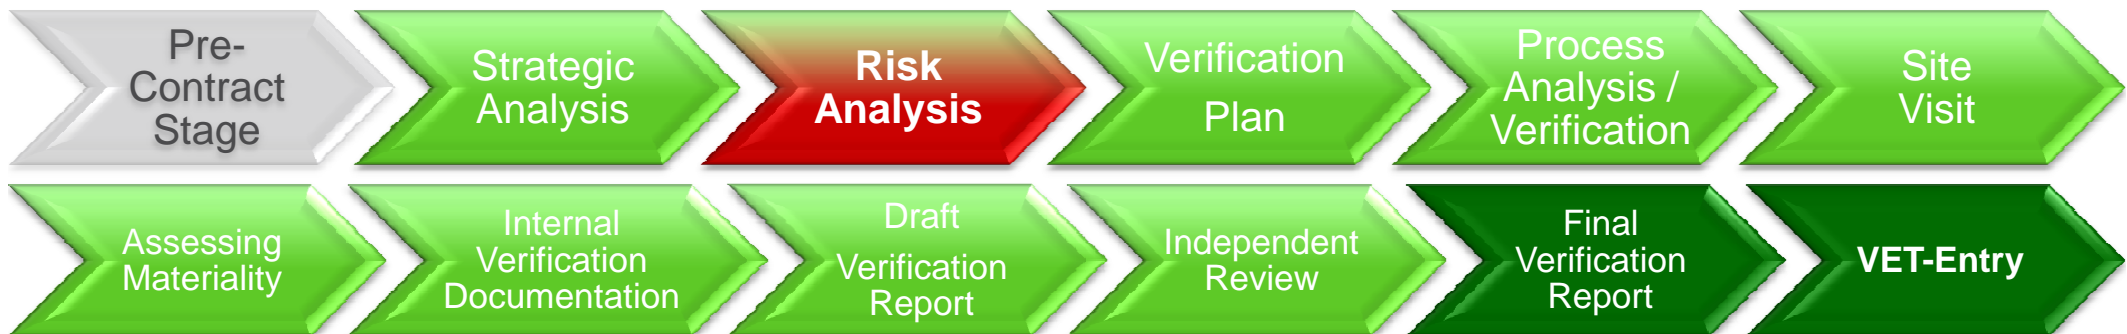 Pre-
Contract
Stage
Strategic
Analysis
Risk
Analysis
Verification
Plan
Process
Analysis /
Verification
Site
Visit
Assessing
Materiality
Internal
Verification
Documentation
Draft
Verification
Report
Independent
Review
Final
Verification
Report
VET-Entry